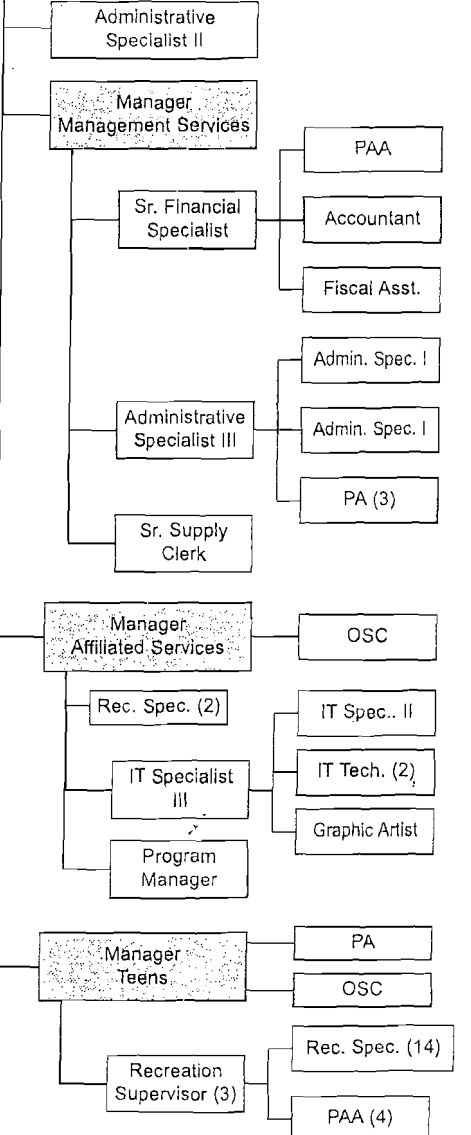 Administrative
Specialist II
Manager
Management Services
PAA
Sr. Financial
Specialist
Accountant
Fiscal Asst.
Admin. Spec. I
Administrative
Specialist III
Admin. Spec. I
PA (3)
Sr. Supply
Clerk
Manager
Affiliated Services
OSC
Rec. Spec. (2)
IT Spec.. II
IT Specialist
III
IT Tech. (2)
Graphic Artist
Program
Manager
Manager
Teens
PA
OSC
Rec. Spec. (14)
Recreation
Supervisor (3)
PAA (4)